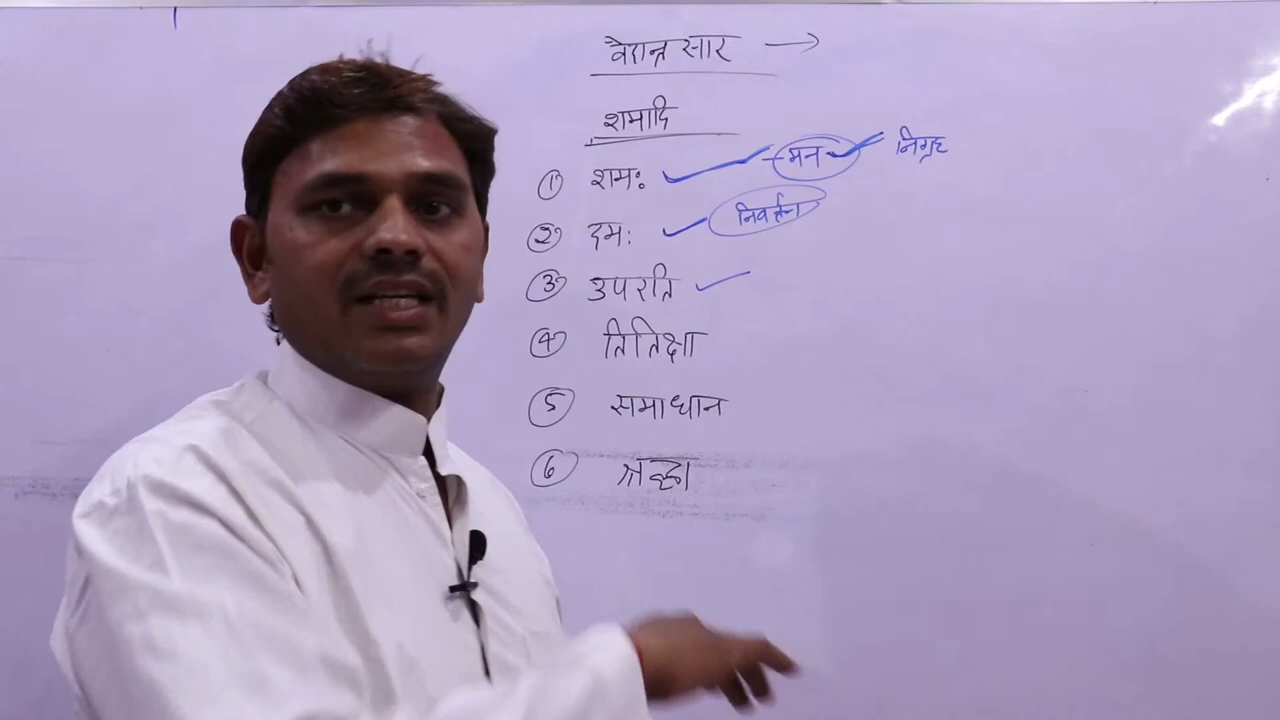 वेदान्त सार →
शमादि
① शमः ✓ – मन ✓ निग्रह
② दमः ✓ निवर्तन
③ उपरति ✓
④ तितिक्षा
⑤ समाधान
⑥ श्रद्धा